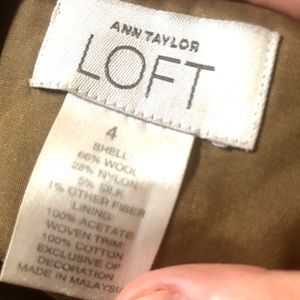 ANN TAYLOR
LOFT
4
SHELL:
66% WOOL
28% NYLON
5% SILK
1% OTHER FIBER
LINING:
100% ACETATE
WOVEN TRIM:
100% COTTON
EXCLUSIVE OF
DECORATION
MADE IN MALAYSIA